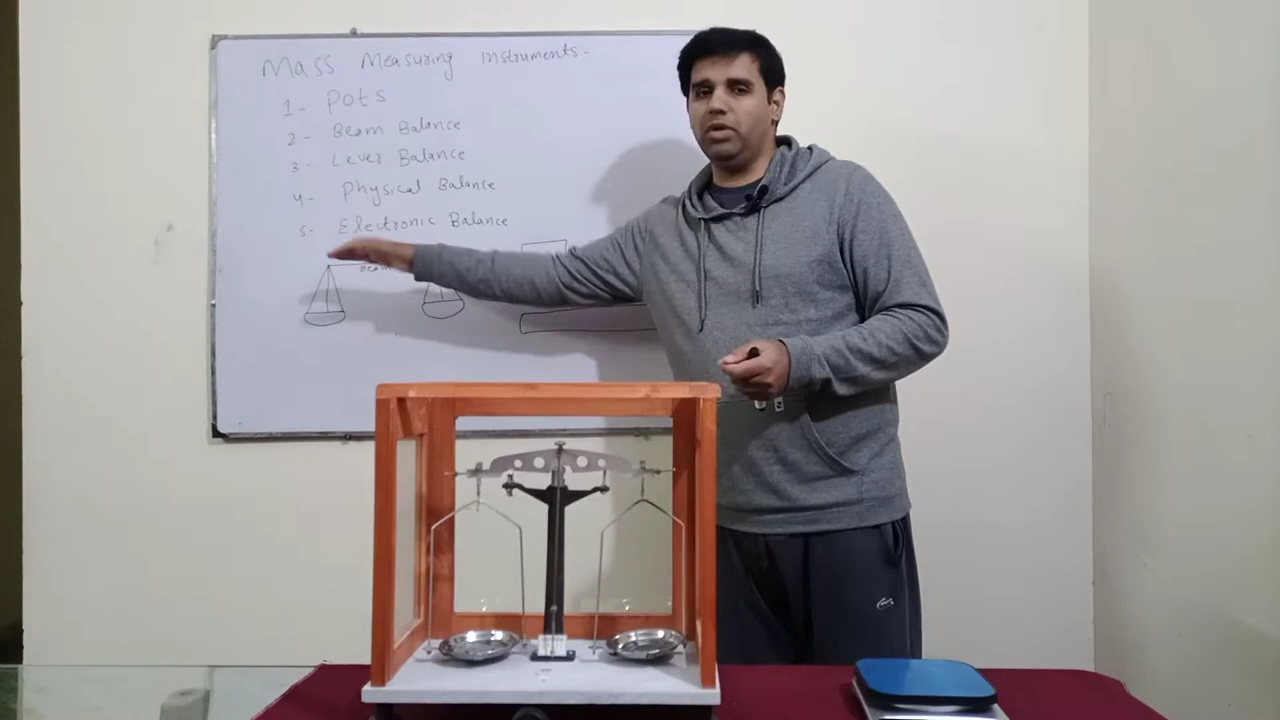 Mass Measuring Instruments-
1- Pots
2- Beam Balance
3- Lever Balance
4- Physical Balance
5- Electronic Balance